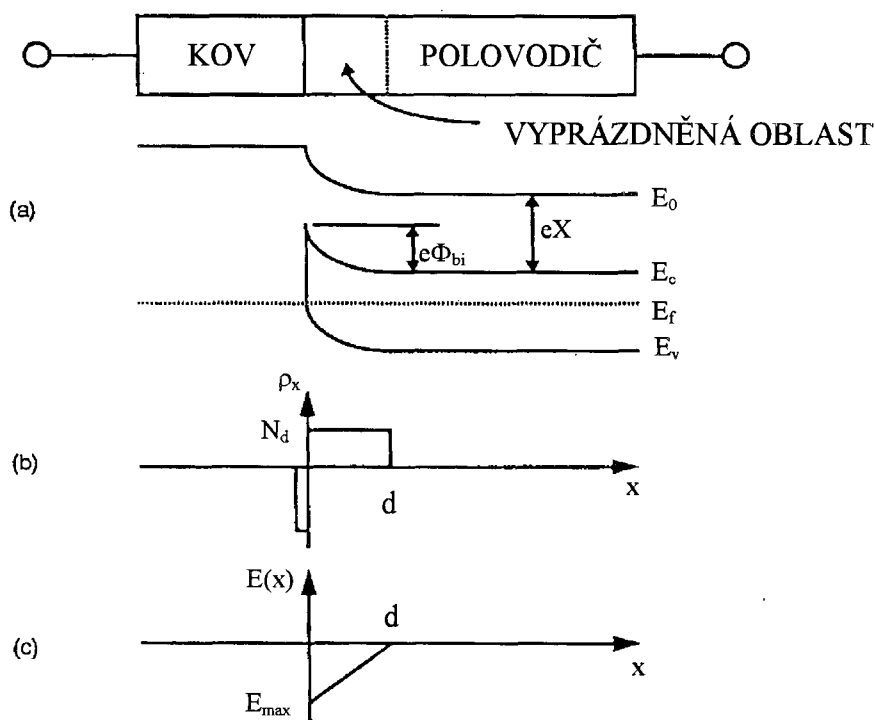 KOV
POLOVODIČ
VYPRÁZDNĚNÁ OBLAST
(a)
E₀
eX
eΦbi
Ec
Ef
Ev
ρx
Nd
(b)
d
x
E(x)
d
(c)
x
Emax